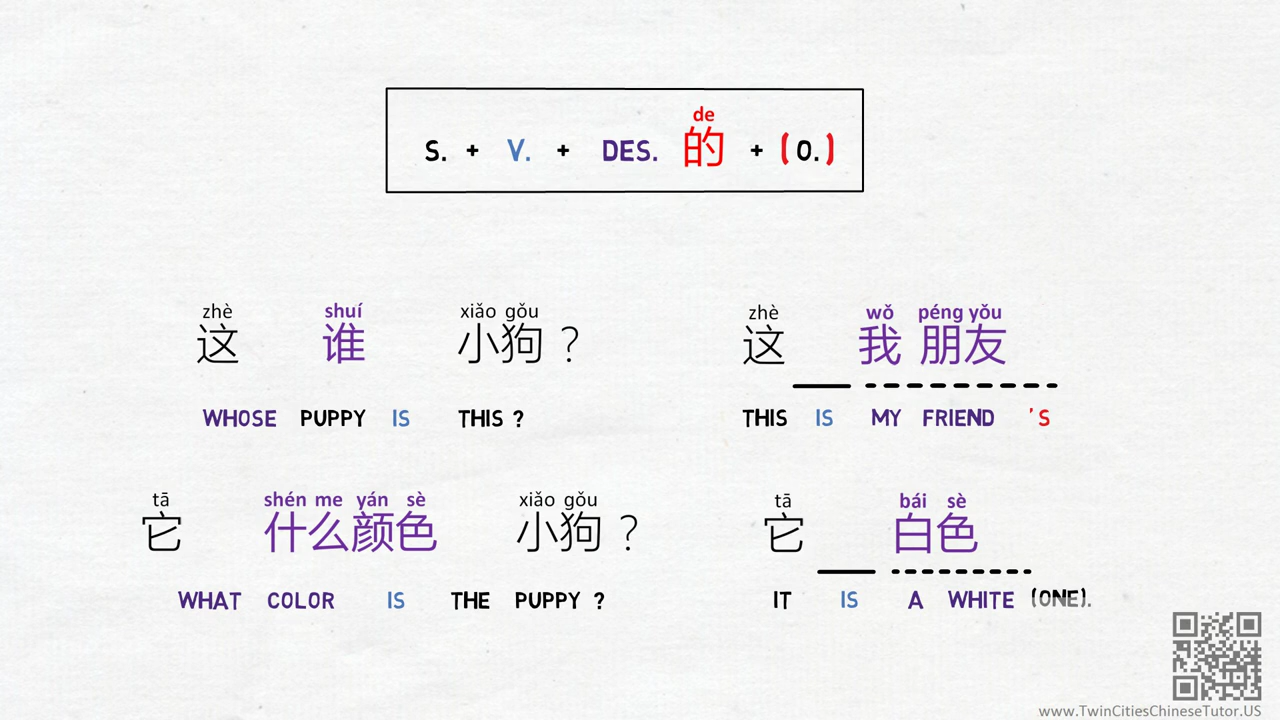 de
S. + V. + DES. 的 + (O.)
zhè shuí xiǎo gǒu
这 谁 小狗？
WHOSE PUPPY IS THIS ?
zhè wǒ péng yǒu
这 我 朋友
THIS IS MY FRIEND 'S
tā shén me yán sè xiǎo gǒu
它 什么颜色 小狗？
WHAT COLOR IS THE PUPPY ?
tā bái sè
它 白色
IT IS A WHITE (ONE).
www.TwinCitiesChineseTutor.US